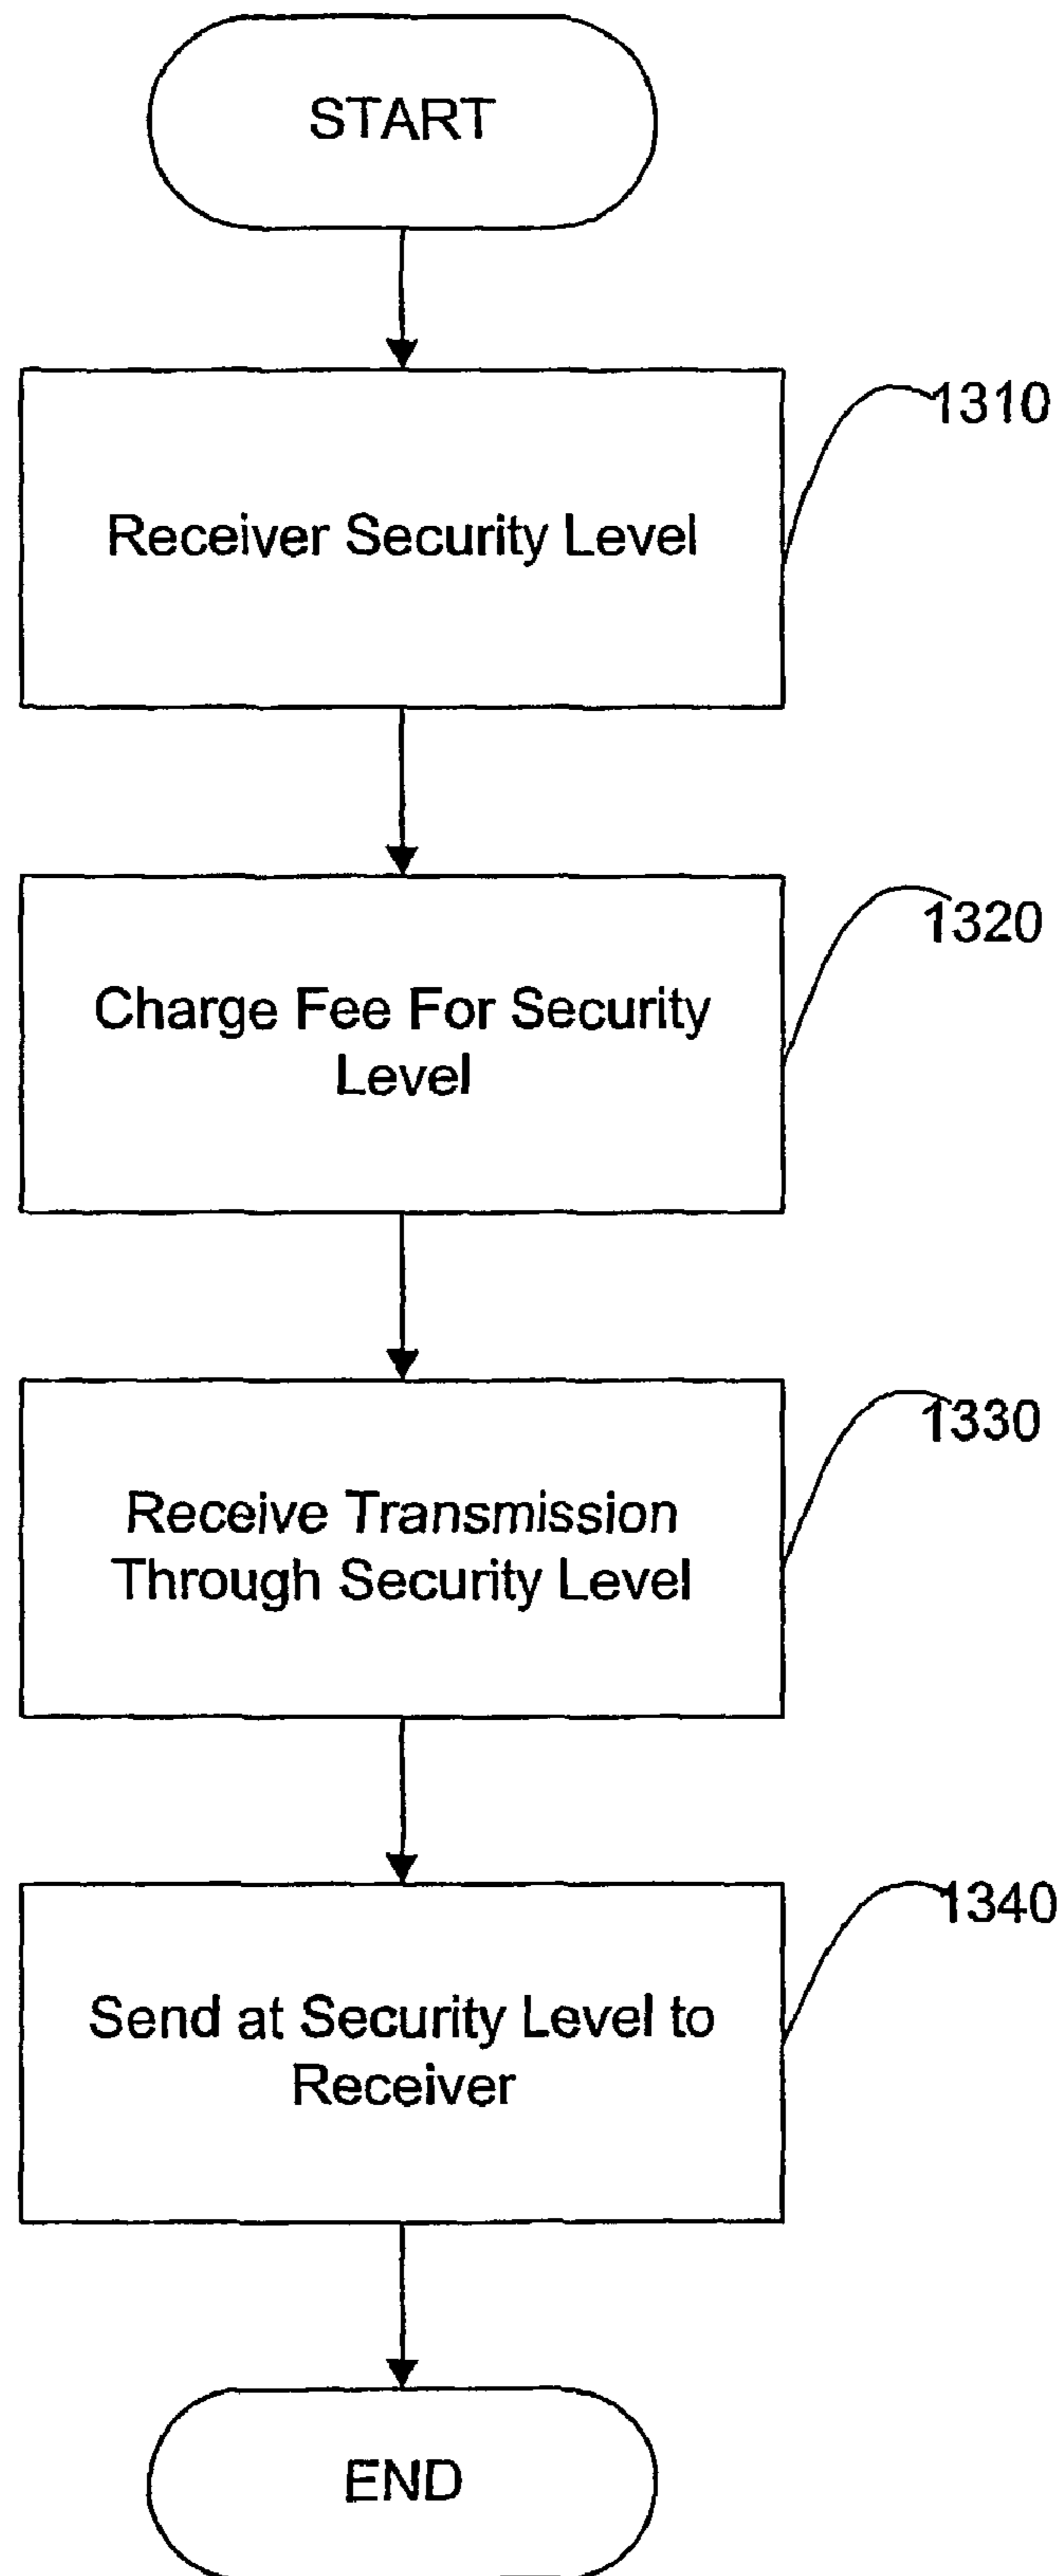 START
Receiver Security Level
1310
Charge Fee For Security
Level
1320
Receive Transmission
Through Security Level
1330
Send at Security Level to
Receiver
1340
END